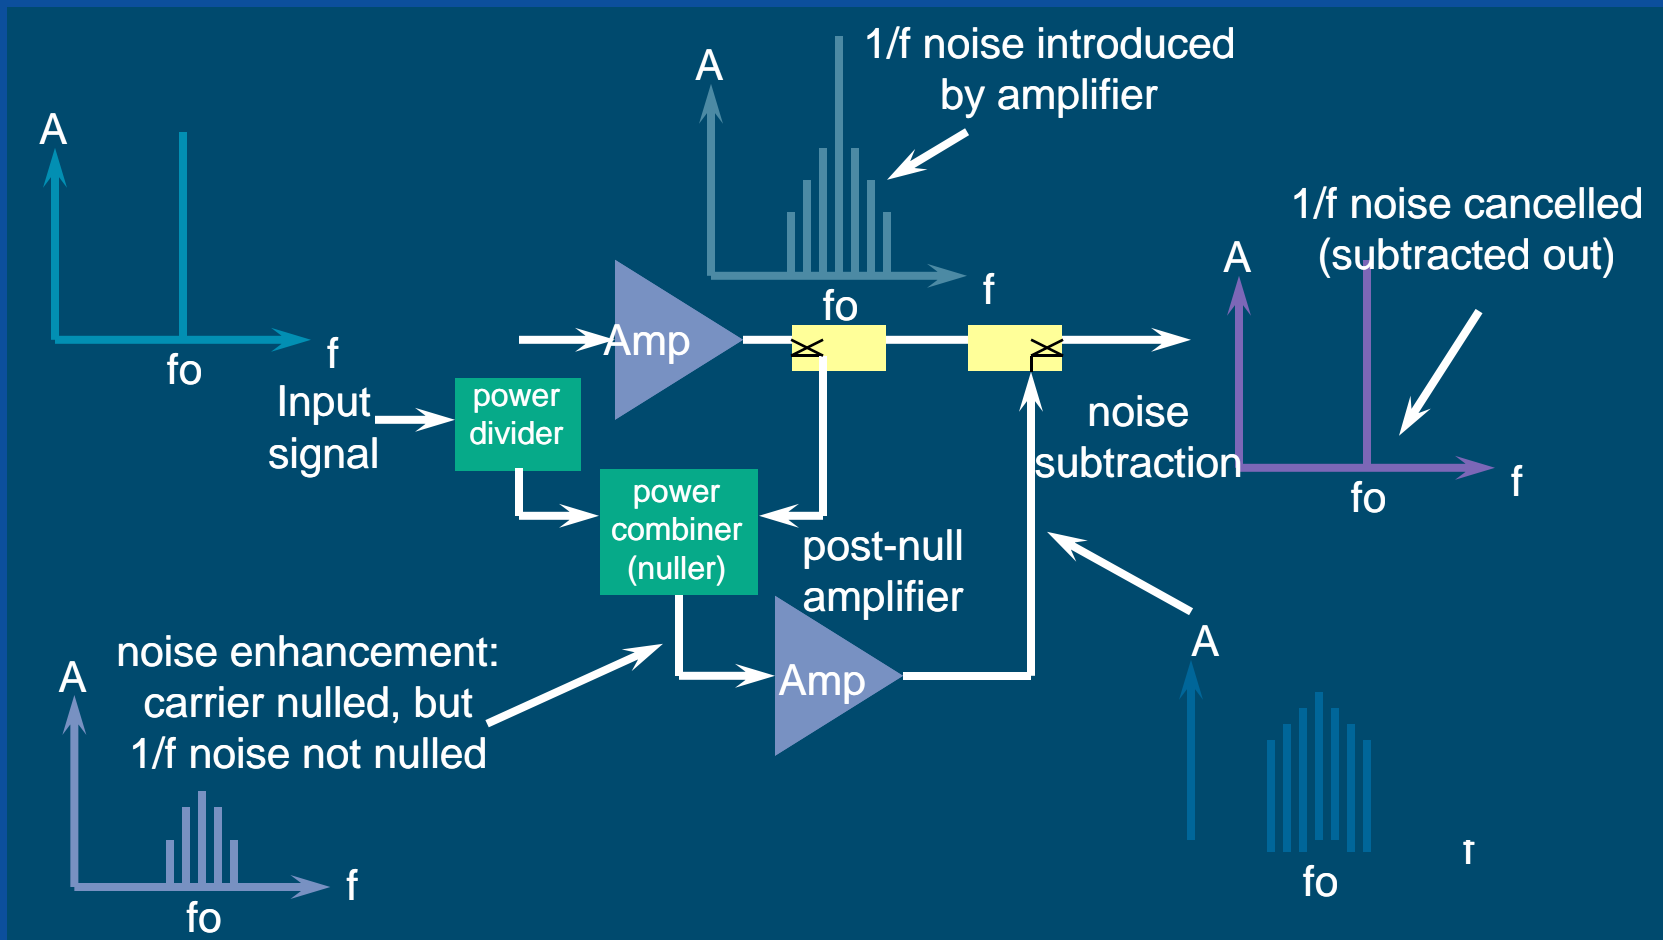 1/f noise introduced
by amplifier
A
f
fo
A
f
fo
1/f noise cancelled
(subtracted out)
A
f
fo
Input
signal
power
divider
Amp
power
combiner
(nuller)
noise
subtraction
post-null
amplifier
Amp
noise enhancement:
carrier nulled, but
1/f noise not nulled
A
f
fo
A
f
fo